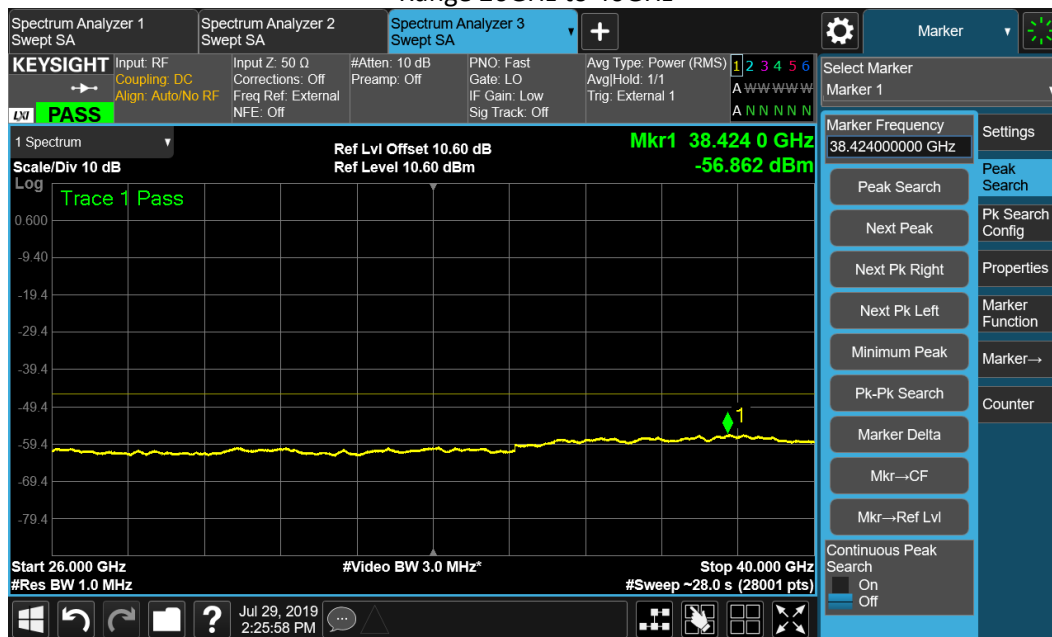 Range 26GHz to 40GHz
Spectrum Analyzer 1
Swept SA
Spectrum Analyzer 2
Swept SA
Spectrum Analyzer 3
Swept SA
+
Marker
KEYSIGHT
LXI
PASS
Input: RF
Coupling: DC
Align: Auto/No RF
Input Z: 50 Ω
Corrections: Off
Freq Ref: External
NFE: Off
#Atten: 10 dB
Preamp: Off
PNO: Fast
Gate: LO
IF Gain: Low
Sig Track: Off
Avg Type: Power (RMS)
Avg|Hold: 1/1
Trig: External 1
1 2 3 4 5 6
A W W W W W
A N N N N N
Select Marker
Marker 1
1 Spectrum
Scale/Div 10 dB
Log
Ref Lvl Offset 10.60 dB
Ref Level 10.60 dBm
Mkr1 38.424 0 GHz
-56.862 dBm
Trace 1 Pass
0.600
-9.40
-19.4
-29.4
-39.4
-49.4
-59.4
-69.4
-79.4
1
Start 26.000 GHz
#Res BW 1.0 MHz
#Video BW 3.0 MHz*
Stop 40.000 GHz
#Sweep ~28.0 s (28001 pts)
Marker Frequency
38.424000000 GHz
Peak Search
Next Peak
Next Pk Right
Next Pk Left
Minimum Peak
Pk-Pk Search
Marker Delta
Mkr→CF
Mkr→Ref Lvl
Continuous Peak
Search
On
Off
Settings
Peak
Search
Pk Search
Config
Properties
Marker
Function
Marker→
Counter
?
Jul 29, 2019
2:25:58 PM